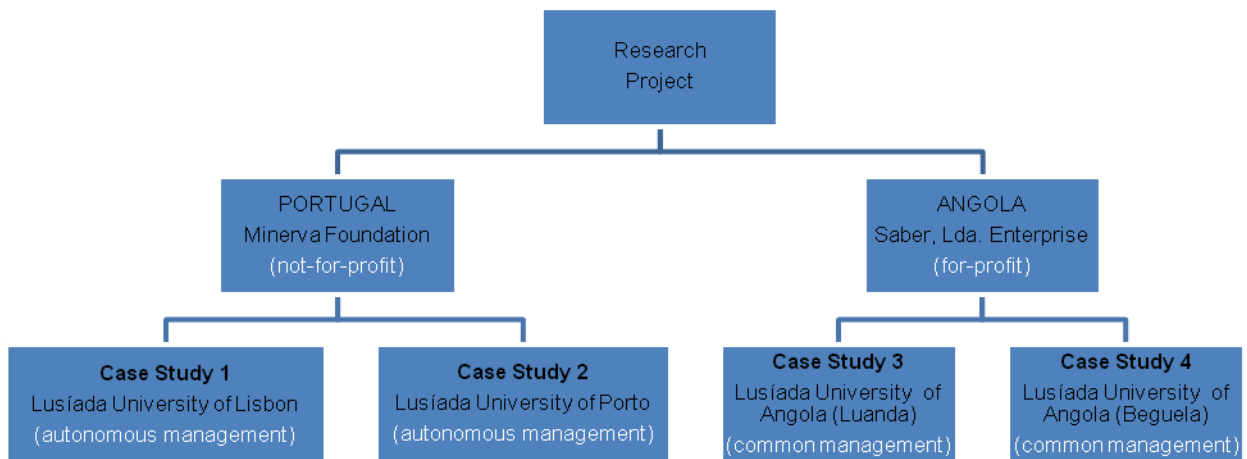 Research
Project
PORTUGAL
Minerva Foundation
(not-for-profit)
ANGOLA
Saber, Lda. Enterprise
(for-profit)
Case Study 1
Lusíada University of Lisbon
(autonomous management)
Case Study 2
Lusíada University of Porto
(autonomous management)
Case Study 3
Lusíada University of
Angola (Luanda)
(common management)
Case Study 4
Lusíada University of
Angola (Beguela)
(common management)